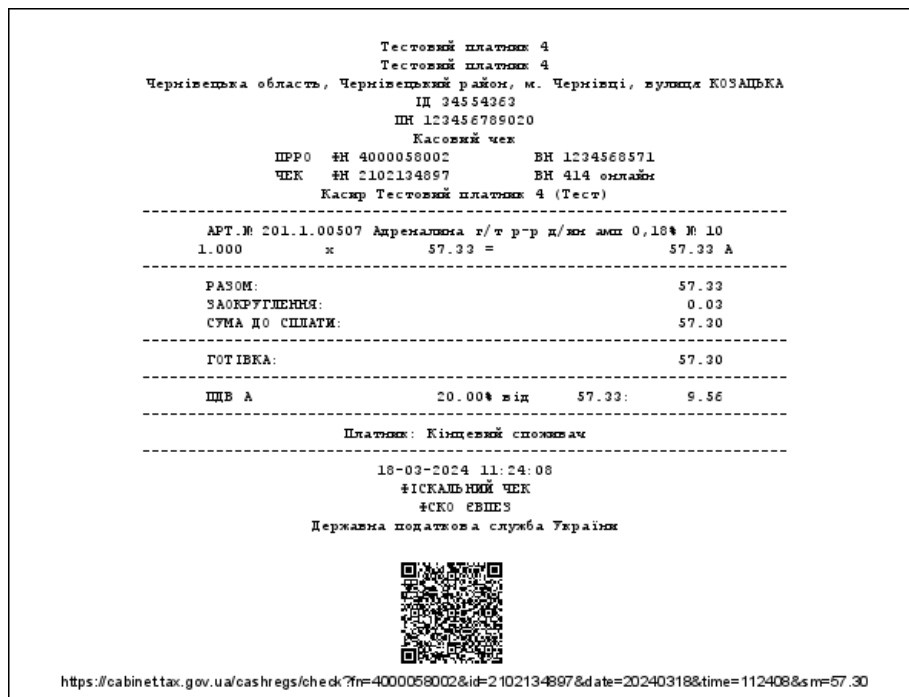 Тестовий платник 4
Тестовий платник 4
Чернівецька область, Чернівецький район, м. Чернівці, вулиця КОЗАЦЬКА
ІД 34554363
ПН 123456789020
Касовий чек
ПРРО ФН 4000058002 ВН 1234568571
ЧЕК ФН 2102134897 ВН 414 онлайн
Касир Тестовий платник 4 (Тест)
АРТ.№ 201.1.00507 Адреналина г/т р-р д/ин амп 0,18% № 10
1.000 x 57.33 = 57.33 А
РАЗОМ: 57.33
ЗАОКРУГЛЕННЯ: 0.03
СУМА ДО СПЛАТИ: 57.30
ГОТІВКА: 57.30
ПДВ А 20.00% від 57.33: 9.56
Платник: Кінцевий споживач
18-03-2024 11:24:08
ФІСКАЛЬНИЙ ЧЕК
ФСКО ЄВПЕЗ
Державна податкова служба України
https://cabinet.tax.gov.ua/cashregs/check?fn=4000058002&id=2102134897&date=20240318&time=112408&sm=57.30